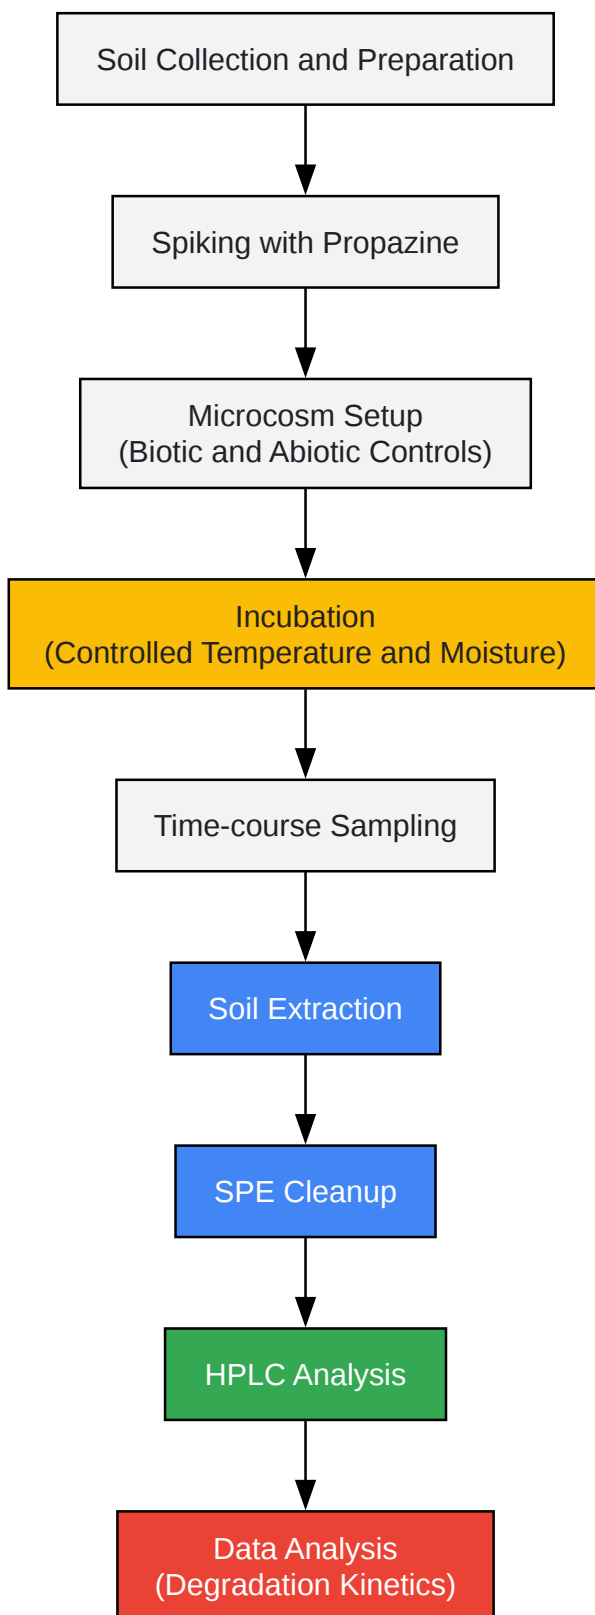 Soil Collection and Preparation
Spiking with Propazine
Microcosm Setup
(Biotic and Abiotic Controls)
Incubation
(Controlled Temperature and Moisture)
Time-course Sampling
Soil Extraction
SPE Cleanup
HPLC Analysis
Data Analysis
(Degradation Kinetics)